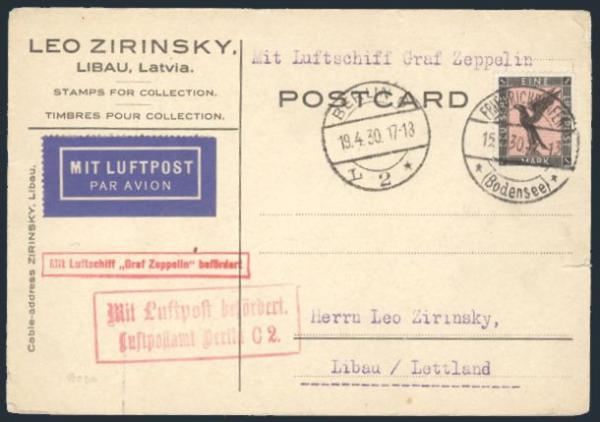 LEO ZIRINSKY,
LIBAU, Latvia.
STAMPS FOR COLLECTION.
TIMBRES POUR COLLECTION.
Mit Luftschiff Graf Zeppelin
POSTCARD
BERLIN
19.4.30.17-18
L 2
EINE
MARK
(Bodensee)
MIT LUFTPOST
PAR AVION
Cable-address ZIRINSKY, Libau.
Mit Luftschiff „Graf Zeppelin” befördert
Mit Luftpost befördert.
Luftpostamt Berlin C 2.
Herrn Leo Zirinsky,
Libau / Lettland